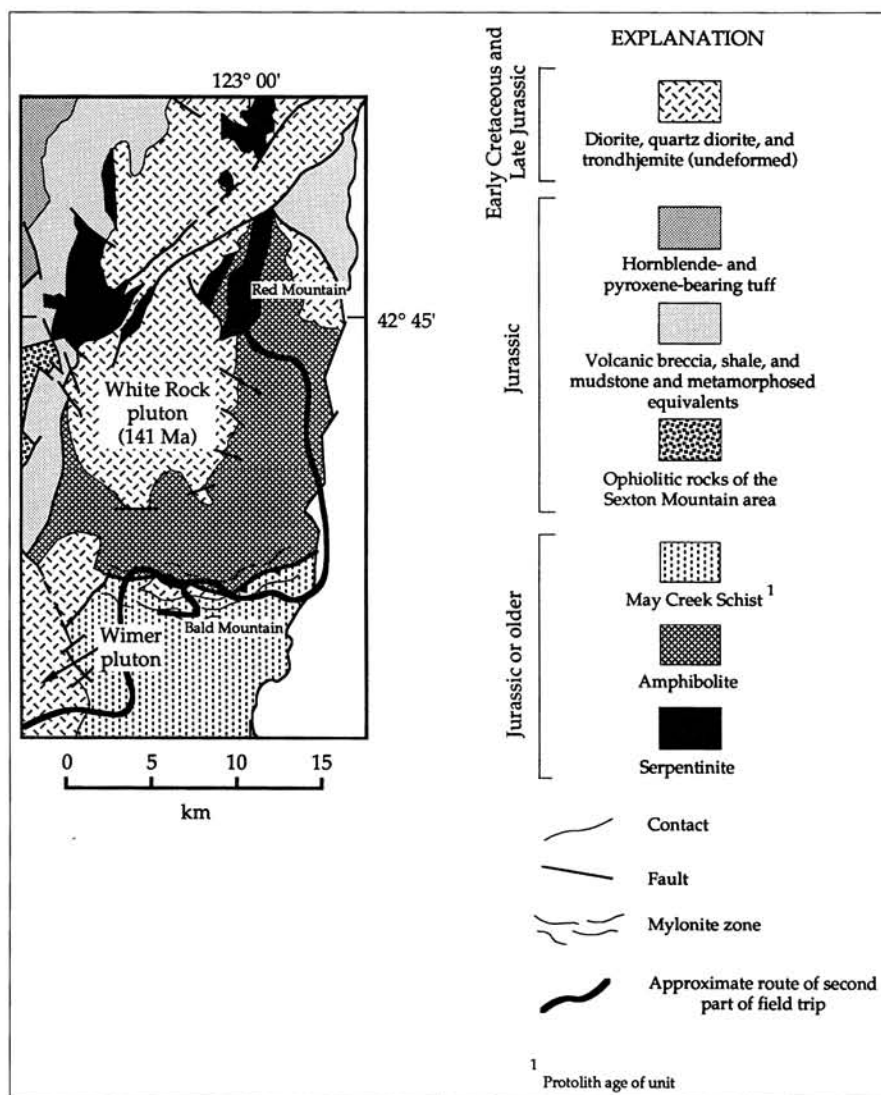 123° 00'
42° 45'
Red Mountain
White Rock
pluton
(141 Ma)
Bald Mountain
Wimer
pluton
0 5 10 15
km
EXPLANATION
Early Cretaceous and
Late Jurassic
Diorite, quartz diorite, and
trondhjemite (undeformed)
Jurassic
Hornblende- and
pyroxene-bearing tuff
Volcanic breccia, shale, and
mudstone and metamorphosed
equivalents
Ophiolitic rocks of the
Sexton Mountain area
Jurassic or older
May Creek Schist 1
Amphibolite
Serpentinite
Contact
Fault
Mylonite zone
Approximate route of second
part of field trip
1 Protolith age of unit